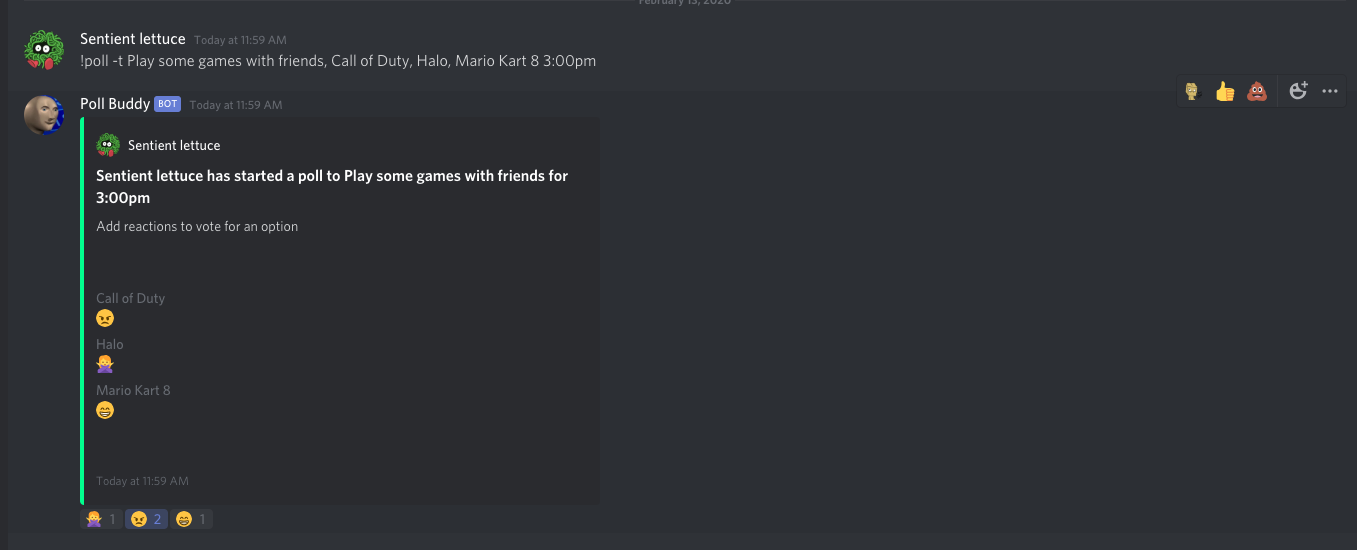 February 13, 2020
Sentient lettuce Today at 11:59 AM
!poll -t Play some games with friends, Call of Duty, Halo, Mario Kart 8 3:00pm
Poll Buddy BOT Today at 11:59 AM
Sentient lettuce
Sentient lettuce has started a poll to Play some games with friends for
3:00pm
Add reactions to vote for an option
Call of Duty
Halo
Mario Kart 8
Today at 11:59 AM
1 2 1